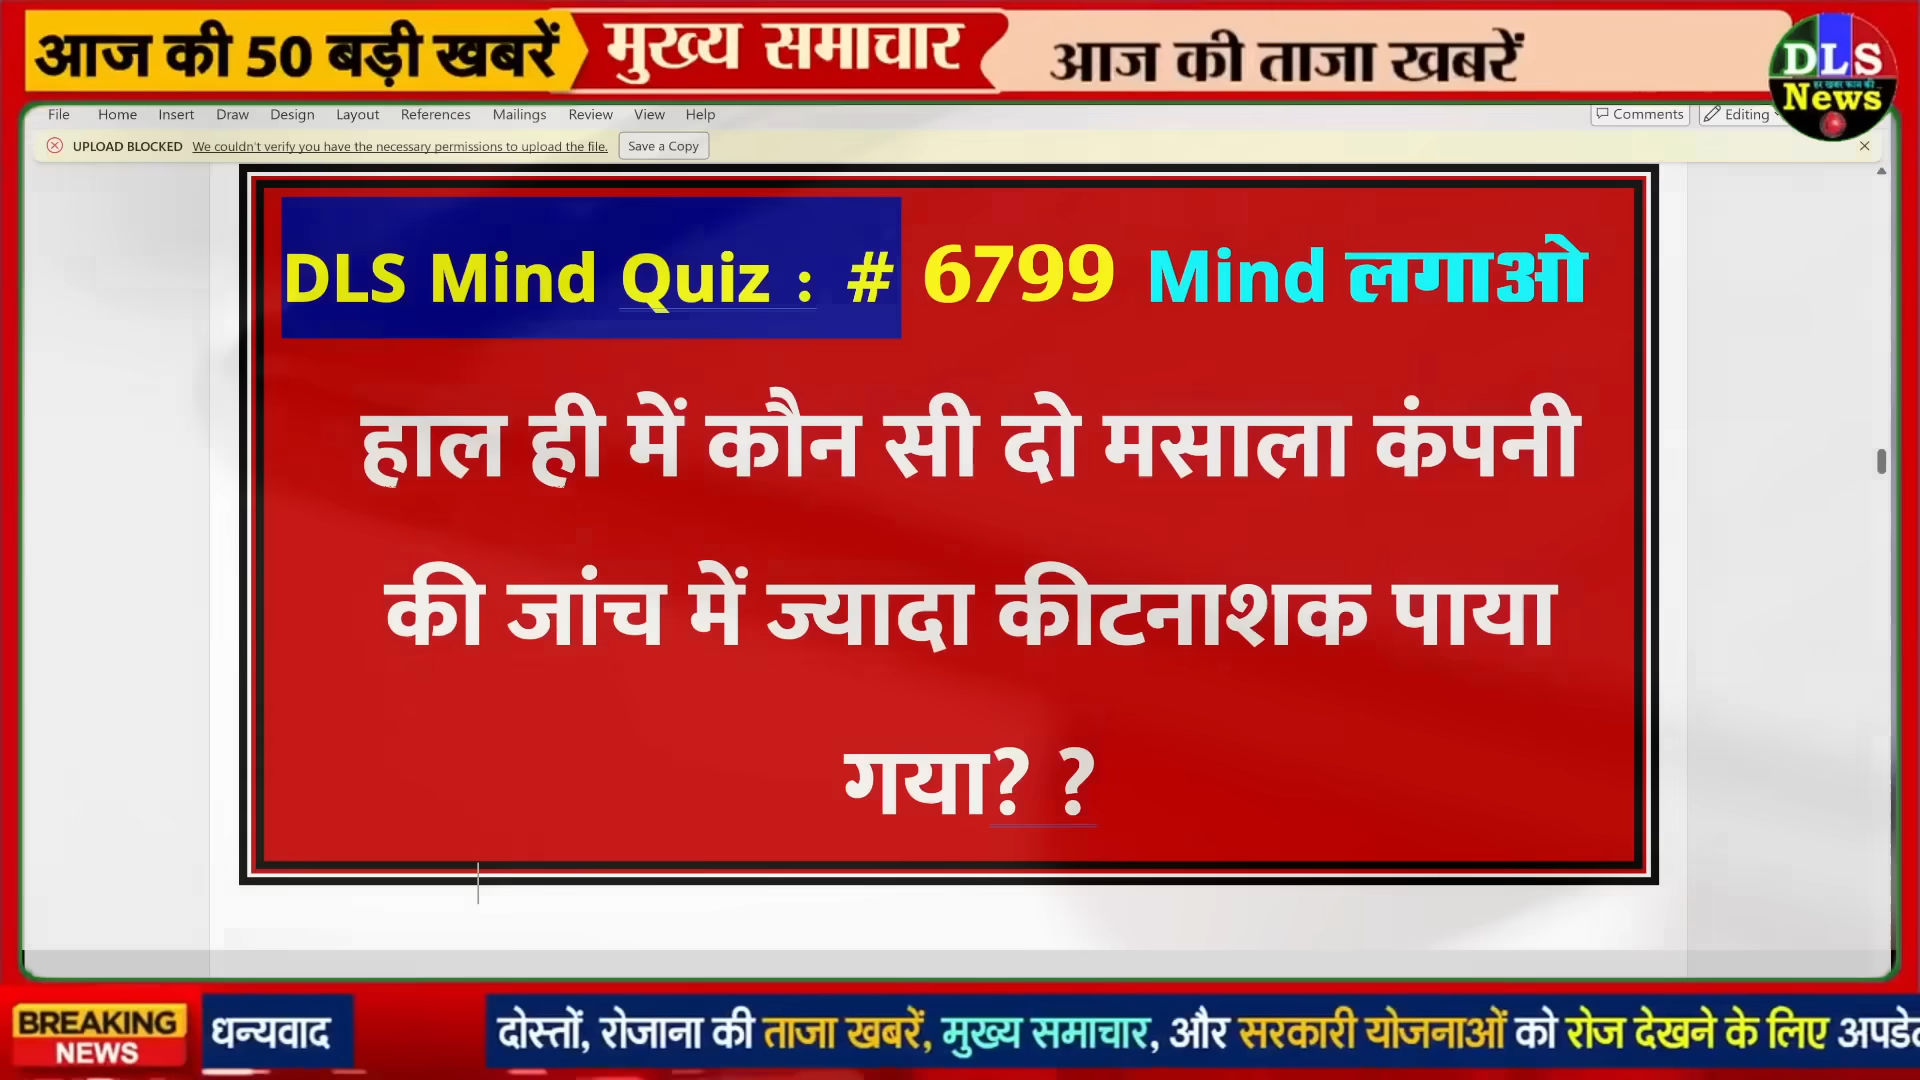 आज की 50 बड़ी खबरें
मुख्य समाचार
आज की ताजा खबरें
DLS
हर खबर काम की
News
File Home Insert Draw Design Layout References Mailings Review View Help
Comments Editing
UPLOAD BLOCKED We couldn't verify you have the necessary permissions to upload the file. Save a Copy
DLS Mind Quiz : # 6799 Mind लगाओ
हाल ही में कौन सी दो मसाला कंपनी
की जांच में ज्यादा कीटनाशक पाया
गया? ?
BREAKING
NEWS
धन्यवाद
दोस्तों, रोजाना की ताजा खबरें, मुख्य समाचार, और सरकारी योजनाओं को रोज देखने के लिए